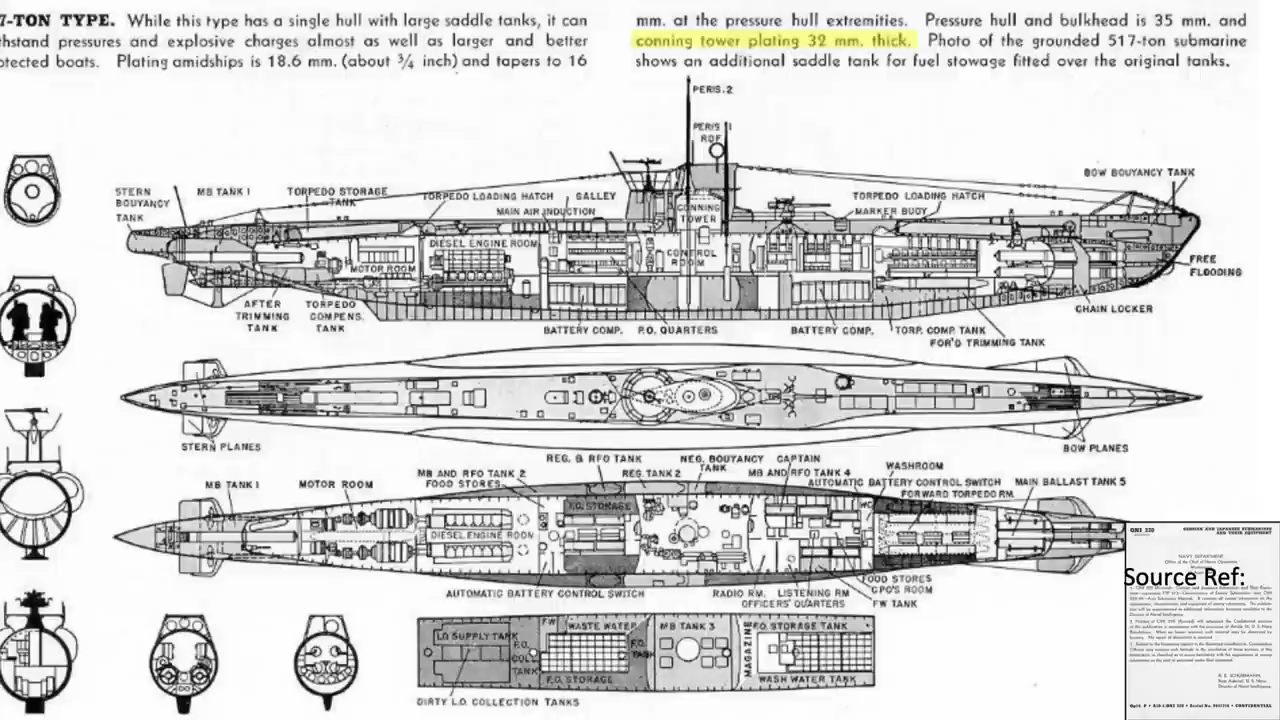 7-TON TYPE. While this type has a single hull with large saddle tanks, it can
thstand pressures and explosive charges almost as well as larger and better
otected boats. Plating amidships is 18.6 mm. (about ¾ inch) and tapers to 16
mm. at the pressure hull extremities. Pressure hull and bulkhead is 35 mm. and
conning tower plating 32 mm. thick. Photo of the grounded 517-ton submarine
shows an additional saddle tank for fuel stowage fitted over the original tanks.
PERIS. 2
PERIS 1
RDF
BOW BOUYANCY TANK
STERN
BOUYANCY
TANK
MB TANK 1
TORPEDO STORAGE
TANK
TORPEDO LOADING HATCH
GALLEY
MAIN AIR INDUCTION
CONNING
TOWER
TORPEDO LOADING HATCH
MARKER BUOY
DIESEL ENGINE ROOM
MOTOR ROOM
CONTROL
ROOM
FREE
FLOODING
AFTER
TRIMMING
TANK
TORPEDO
COMPENS.
TANK
BATTERY COMP.
P.O. QUARTERS
BATTERY COMP.
TORP. COMP. TANK
FOR'D TRIMMING TANK
CHAIN LOCKER
STERN PLANES
BOW PLANES
MB TANK 1
MOTOR ROOM
MB AND RFO TANK 2
FOOD STORES
REG. & RFO TANK
REG. TANK 2
NEG. BOUYANCY
TANK
CAPTAIN
MB AND RFO TANK 4
WASHROOM
AUTOMATIC BATTERY CONTROL SWITCH
FORWARD TORPEDO RM.
MAIN BALLAST TANK 5
F.O. STORAGE
WC
DIESEL ENGINE ROOM
AUTOMATIC BATTERY CONTROL SWITCH
RADIO RM.
LISTENING RM
OFFICERS' QUARTERS
FOOD STORES
CPO'S ROOM
FW TANK
LO SUPPLY TANK
WASTE WATER
F.O.
TANK
F.O. STORAGE
MB TANK 3
MAGAZINE
F.O. STORAGE TANK
WASH WATER TANK
DIRTY L.O. COLLECTION TANKS
ONI 220
GERMAN AND JAPANESE SUBMARINES
AND THEIR EQUIPMENT
NAVY DEPARTMENT
Source Ref: